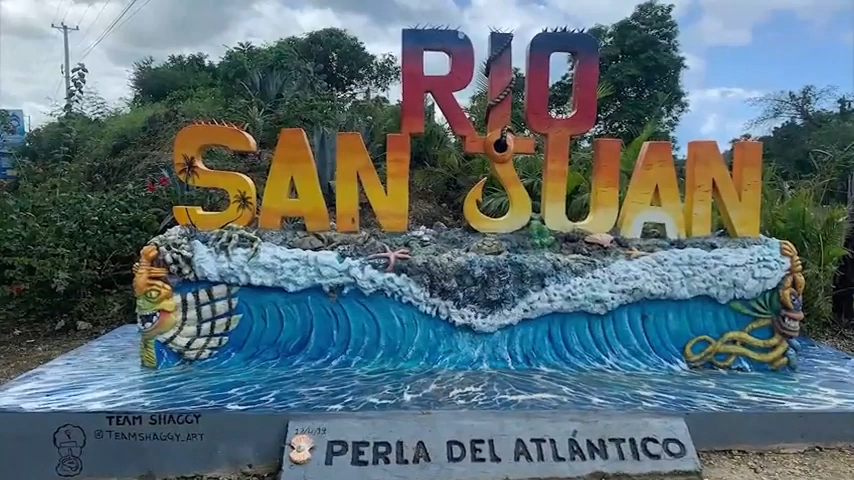 RIO
SAN JUAN
TEAM SHAGGY
@TEAMSHAGGY_ART
PERLA DEL ATLÁNTICO